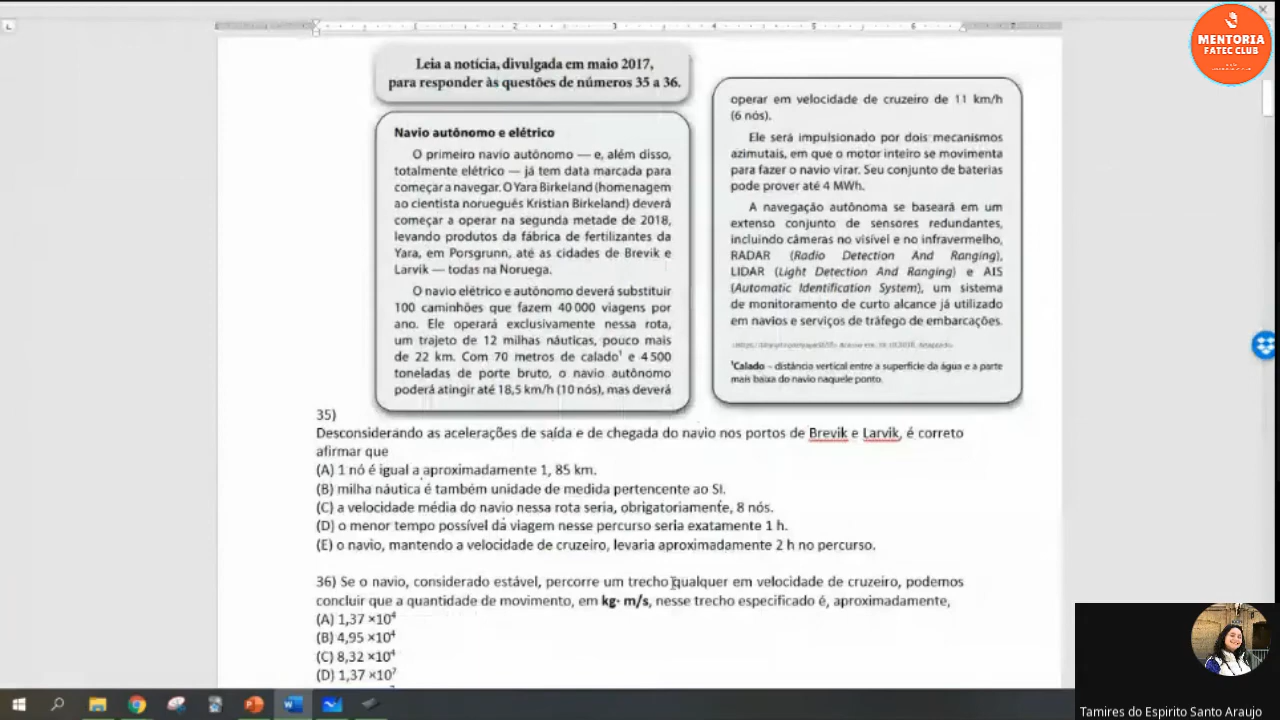 MENTORIA
FATEC CLUB
Leia a notícia, divulgada em maio 2017,
para responder às questões de números 35 a 36.
Navio autônomo e elétrico
O primeiro navio autônomo — e, além disso,
totalmente elétrico — já tem data marcada para
começar a navegar. O Yara Birkeland (homenagem
ao cientista norueguês Kristian Birkeland) deverá
começar a operar na segunda metade de 2018,
levando produtos da fábrica de fertilizantes da
Yara, em Porsgrunn, até as cidades de Brevik e
Larvik — todas na Noruega.
O navio elétrico e autônomo deverá substituir
100 caminhões que fazem 40 000 viagens por
ano. Ele operará exclusivamente nessa rota,
um trajeto de 12 milhas náuticas, pouco mais
de 22 km. Com 70 metros de calado¹ e 4 500
toneladas de porte bruto, o navio autônomo
poderá atingir até 18,5 km/h (10 nós), mas deverá
operar em velocidade de cruzeiro de 11 km/h
(6 nós).
Ele será impulsionado por dois mecanismos
azimutais, em que o motor inteiro se movimenta
para fazer o navio virar. Seu conjunto de baterias
pode prover até 4 MWh.
A navegação autônoma se baseará em um
extenso conjunto de sensores redundantes,
incluindo câmeras no visível e no infravermelho,
RADAR (Radio Detection And Ranging),
LIDAR (Light Detection And Ranging) e AIS
(Automatic Identification System), um sistema
de monitoramento de curto alcance já utilizado
em navios e serviços de tráfego de embarcações.
¹Calado – distância vertical entre a superfície da água e a parte
mais baixa do navio naquele ponto.
35)
Desconsiderando as acelerações de saída e de chegada do navio nos portos de Brevik e Larvik, é correto
afirmar que
(A) 1 nó é igual a aproximadamente 1, 85 km.
(B) milha náutica é também unidade de medida pertencente ao SI.
(C) a velocidade média do navio nessa rota seria, obrigatoriamente, 8 nós.
(D) o menor tempo possível da viagem nesse percurso seria exatamente 1 h.
(E) o navio, mantendo a velocidade de cruzeiro, levaria aproximadamente 2 h no percurso.
36) Se o navio, considerado estável, percorre um trecho qualquer em velocidade de cruzeiro, podemos
concluir que a quantidade de movimento, em kg· m/s, nesse trecho especificado é, aproximadamente,
(A) 1,37 ×10⁴
(B) 4,95 ×10⁴
(C) 8,32 ×10⁴
(D) 1,37 ×10⁷
Tamires do Espirito Santo Araujo